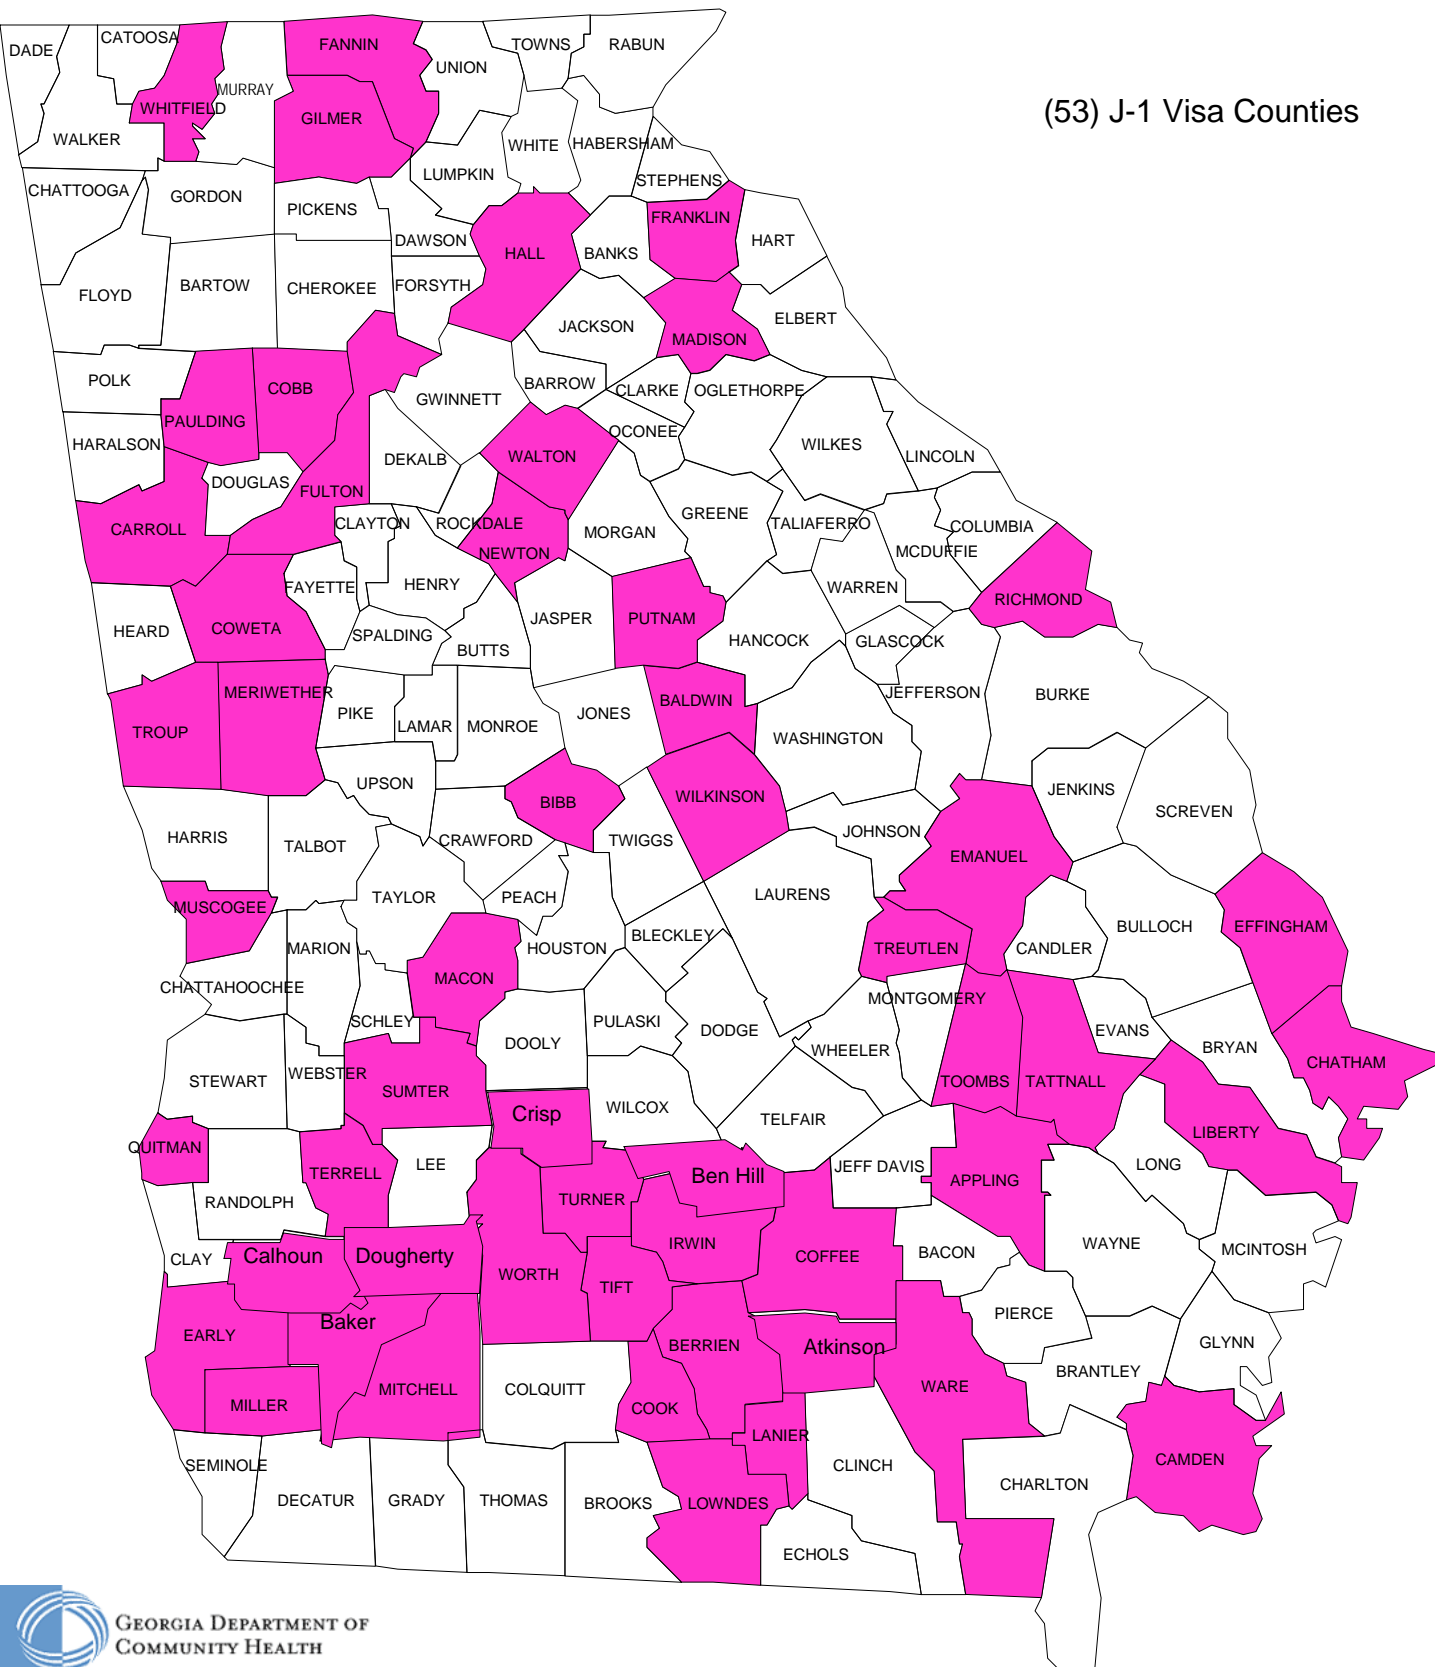 (53) J-1 Visa Counties
DADE
CATOOSA
WHITFIELD
MURRAY
FANNIN
GILMER
UNION
TOWNS
RABUN
WALKER
LUMPKIN
WHITE
HABERSHAM
STEPHENS
CHATTOOGA
GORDON
PICKENS
DAWSON
HALL
BANKS
FRANKLIN
HART
FLOYD
BARTOW
CHEROKEE
FORSYTH
JACKSON
MADISON
ELBERT
POLK
PAULDING
COBB
GWINNETT
BARROW
CLARKE
OGLETHORPE
HARALSON
DOUGLAS
FULTON
DEKALB
WALTON
OCONEE
WILKES
LINCOLN
CARROLL
CLAYTON
ROCKDALE
NEWTON
MORGAN
GREENE
TALIAFERRO
MCDUFFIE
COLUMBIA
FAYETTE
HENRY
WARREN
RICHMOND
HEARD
COWETA
SPALDING
BUTTS
JASPER
PUTNAM
HANCOCK
GLASCOCK
JEFFERSON
BURKE
TROUP
MERIWETHER
PIKE
LAMAR
MONROE
JONES
BALDWIN
WASHINGTON
UPSON
BIBB
WILKINSON
JENKINS
SCREVEN
HARRIS
TALBOT
CRAWFORD
TWIGGS
JOHNSON
EMANUEL
MUSCOGEE
TAYLOR
PEACH
LAURENS
TREUTLEN
CANDLER
BULLOCH
EFFINGHAM
MARION
MACON
HOUSTON
BLECKLEY
CHATTAHOOCHEE
SCHLEY
DOOLY
PULASKI
DODGE
MONTGOMERY
WHEELER
EVANS
BRYAN
CHATHAM
STEWART
WEBSTER
SUMTER
Crisp
WILCOX
TELFAIR
TOOMBS
TATTNALL
LIBERTY
QUITMAN
TERRELL
LEE
Ben Hill
JEFF DAVIS
APPLING
LONG
RANDOLPH
TURNER
CLAY
Calhoun
Dougherty
WORTH
IRWIN
COFFEE
BACON
WAYNE
MCINTOSH
TIFT
EARLY
Baker
BERRIEN
Atkinson
PIERCE
GLYNN
MILLER
MITCHELL
COLQUITT
COOK
WARE
BRANTLEY
SEMINOLE
LANIER
CLINCH
CAMDEN
DECATUR
GRADY
THOMAS
BROOKS
LOWNDES
CHARLTON
ECHOLS
GEORGIA DEPARTMENT OF
COMMUNITY HEALTH